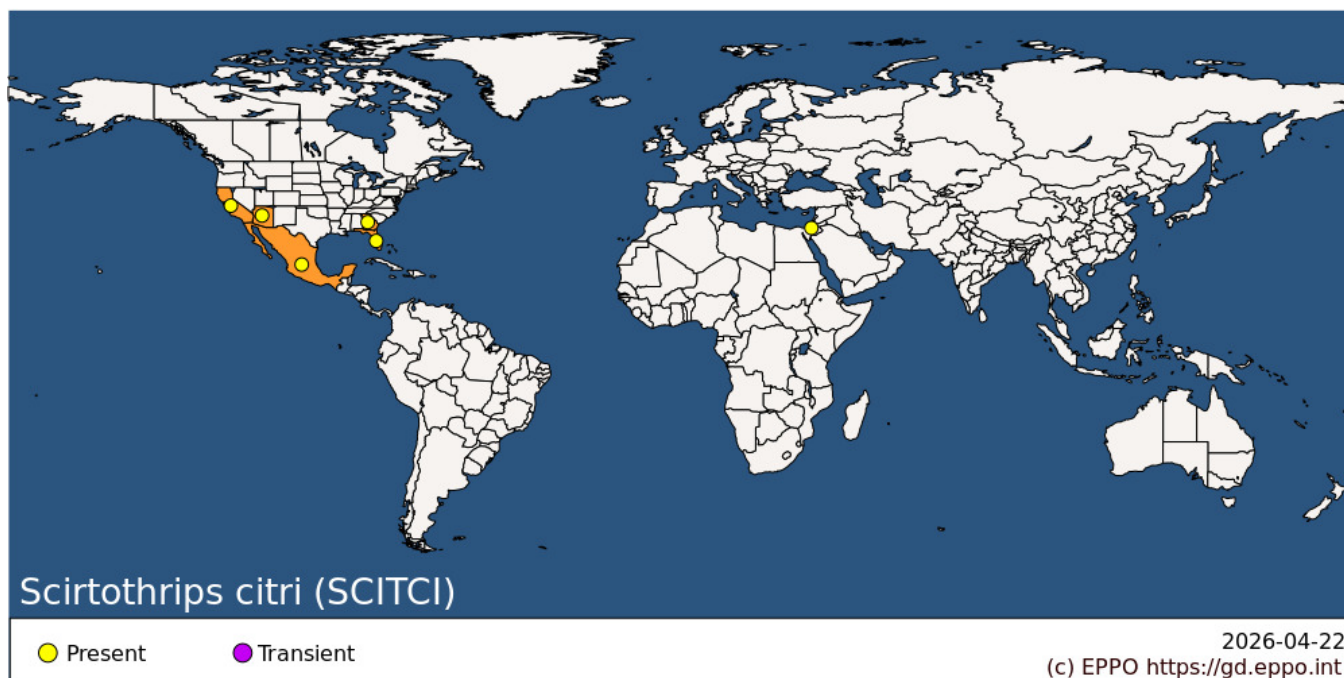 Scirtothrips citri (SCITCI)
Present
Transient
2026-04-22
(c) EPPO https://gd.eppo.int